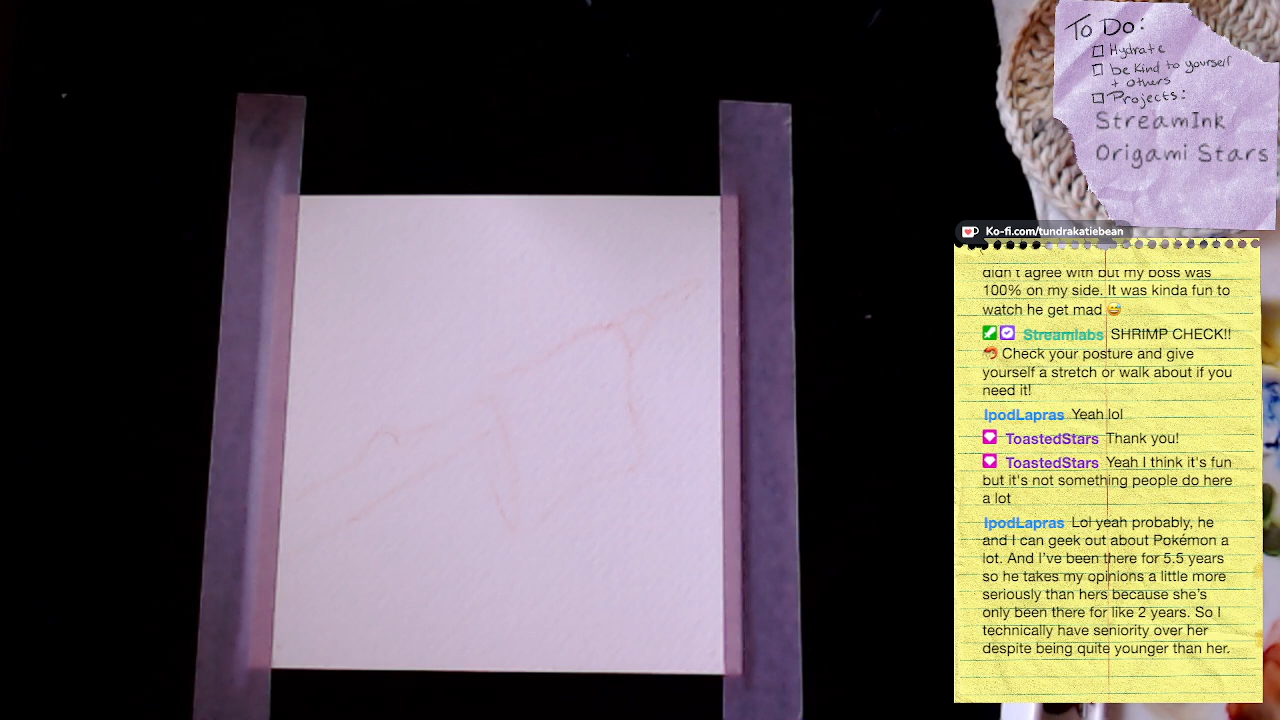 To Do:
Hydrate
be kind to yourself
+ others
Projects:
StreamInk
Origami Stars
Ko-fi.com/tundrakatiebean
didn't agree with but my boss was
100% on my side. It was kinda fun to
watch he get mad 😅
Streamlabs SHRIMP CHECK!!
🦐 Check your posture and give
yourself a stretch or walk about if you
need it!
IpodLapras Yeah lol
ToastedStars Thank you!
ToastedStars Yeah I think it's fun
but it's not something people do here
a lot
IpodLapras Lol yeah probably, he
and I can geek out about Pokémon a
lot. And I've been there for 5.5 years
so he takes my opinions a little more
seriously than hers because she's
only been there for like 2 years. So I
technically have seniority over her
despite being quite younger than her.